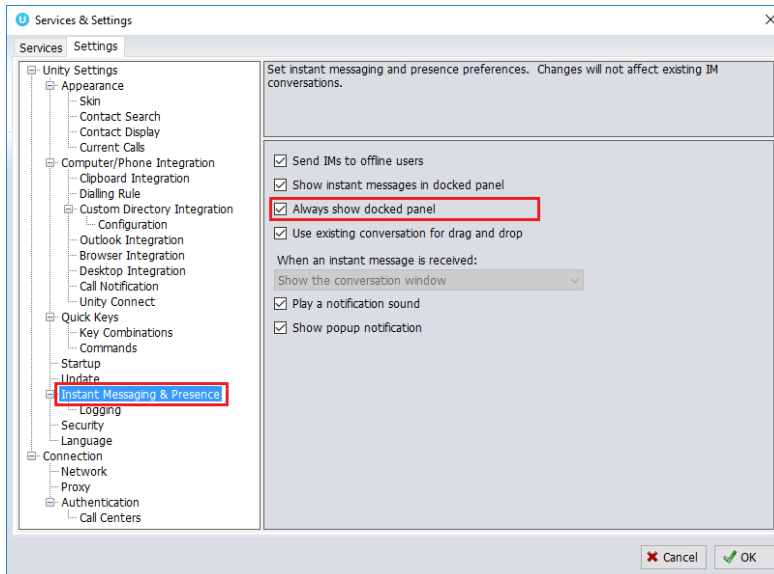 Services & Settings
Services
Settings
Unity Settings
Appearance
Skin
Contact Search
Contact Display
Current Calls
Computer/Phone Integration
Clipboard Integration
Dialling Rule
Custom Directory Integration
Configuration
Outlook Integration
Browser Integration
Desktop Integration
Call Notification
Unity Connect
Quick Keys
Key Combinations
Commands
Startup
Update
Instant Messaging & Presence
Logging
Security
Language
Connection
Network
Proxy
Authentication
Call Centers
Set instant messaging and presence preferences. Changes will not affect existing IM
conversations.
Send IMs to offline users
Show instant messages in docked panel
Always show docked panel
Use existing conversation for drag and drop
When an instant message is received:
Show the conversation window
Play a notification sound
Show popup notification
Cancel
OK